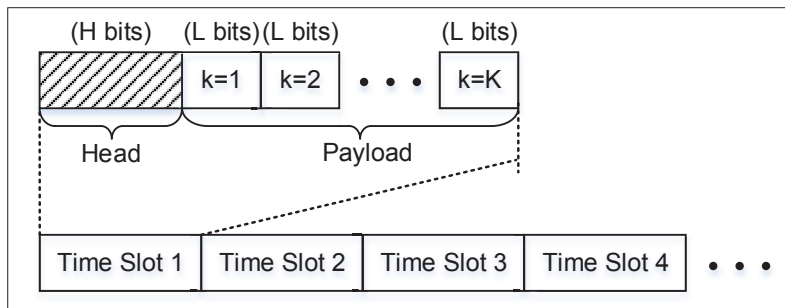 (H bits) (L bits) (L bits) (L bits)
k=1 k=2 • • • k=K
Head Payload
Time Slot 1 Time Slot 2 Time Slot 3 Time Slot 4 • • •